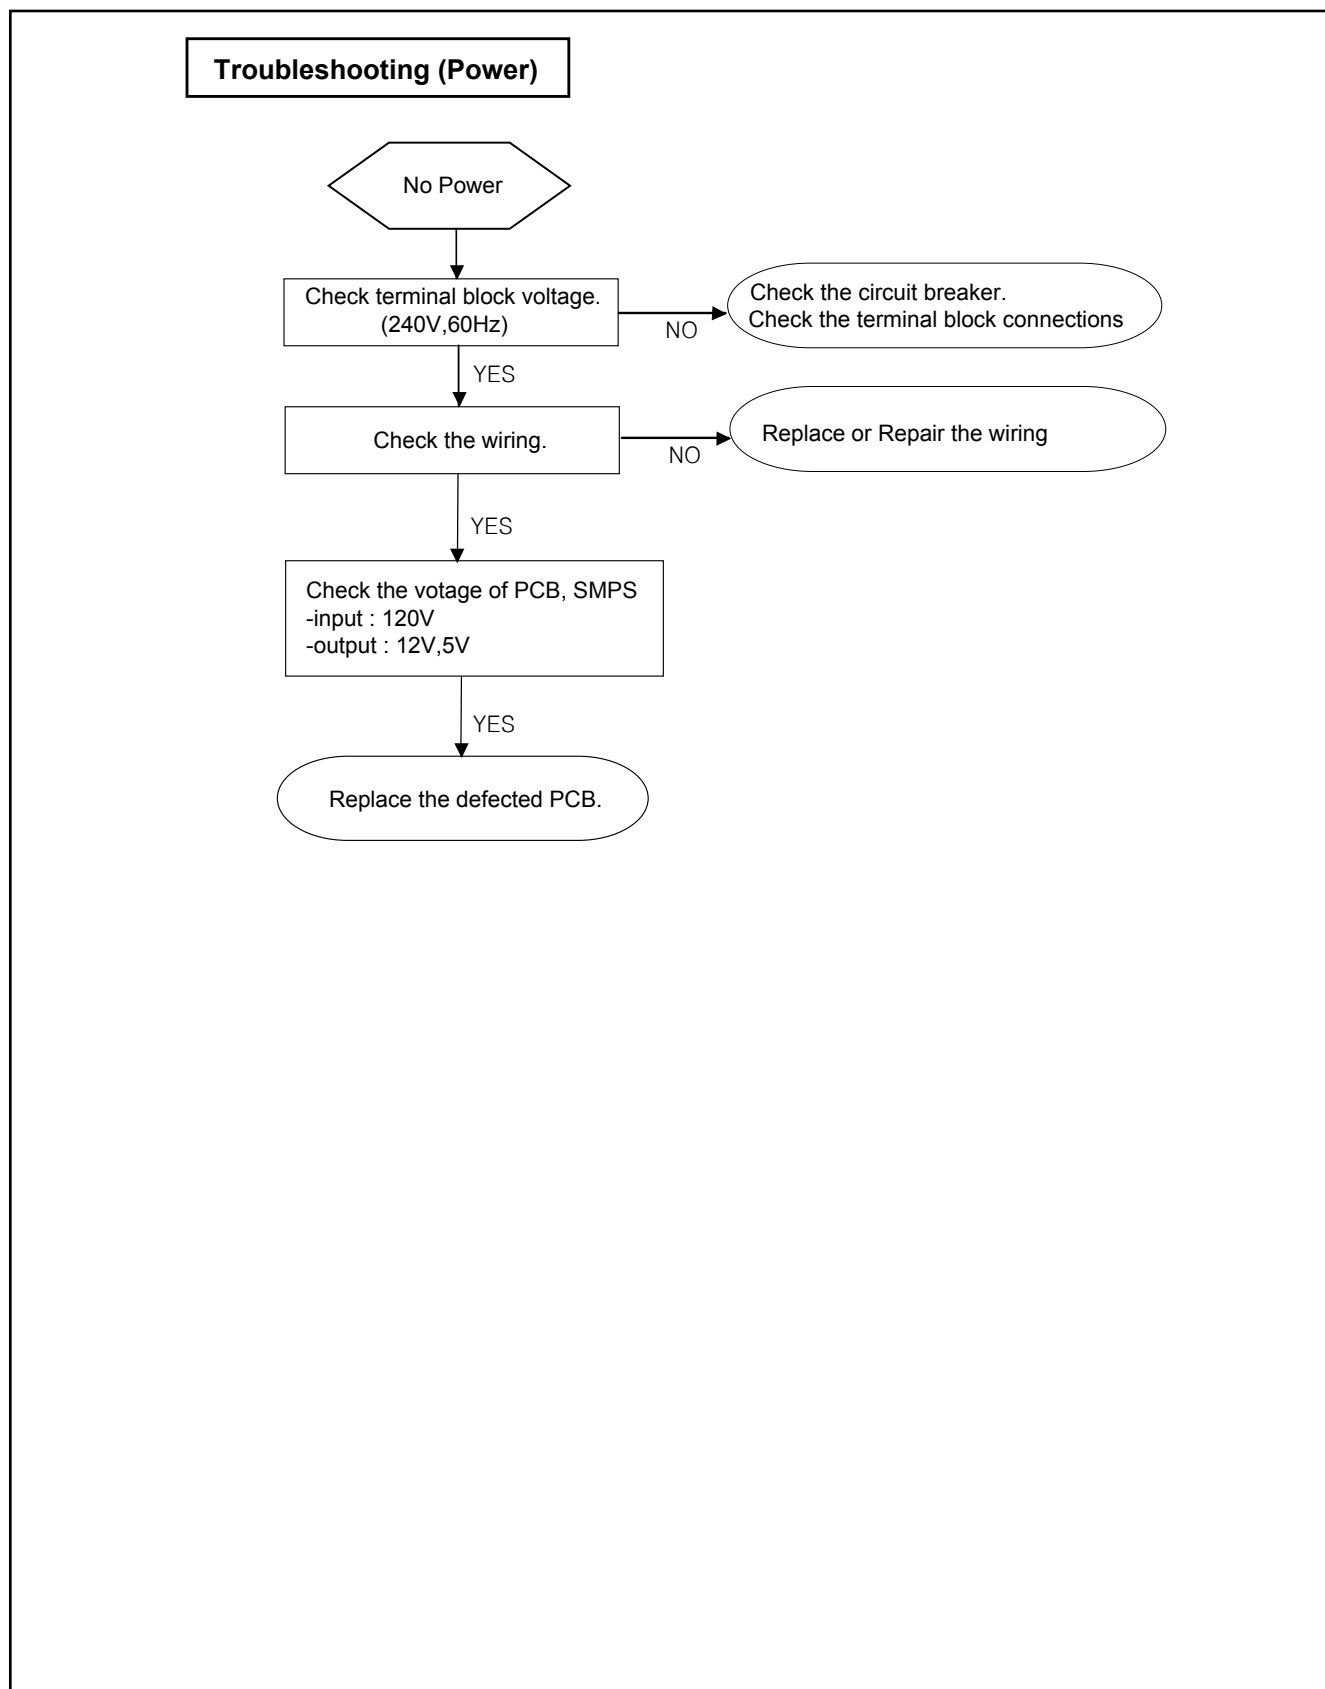 Troubleshooting (Power)
No Power
Check terminal block voltage.
(240V,60Hz)
NO
Check the circuit breaker.
Check the terminal block connections
YES
Check the wiring.
NO
Replace or Repair the wiring
YES
Check the votage of PCB, SMPS
-input : 120V
-output : 12V,5V
YES
Replace the defected PCB.